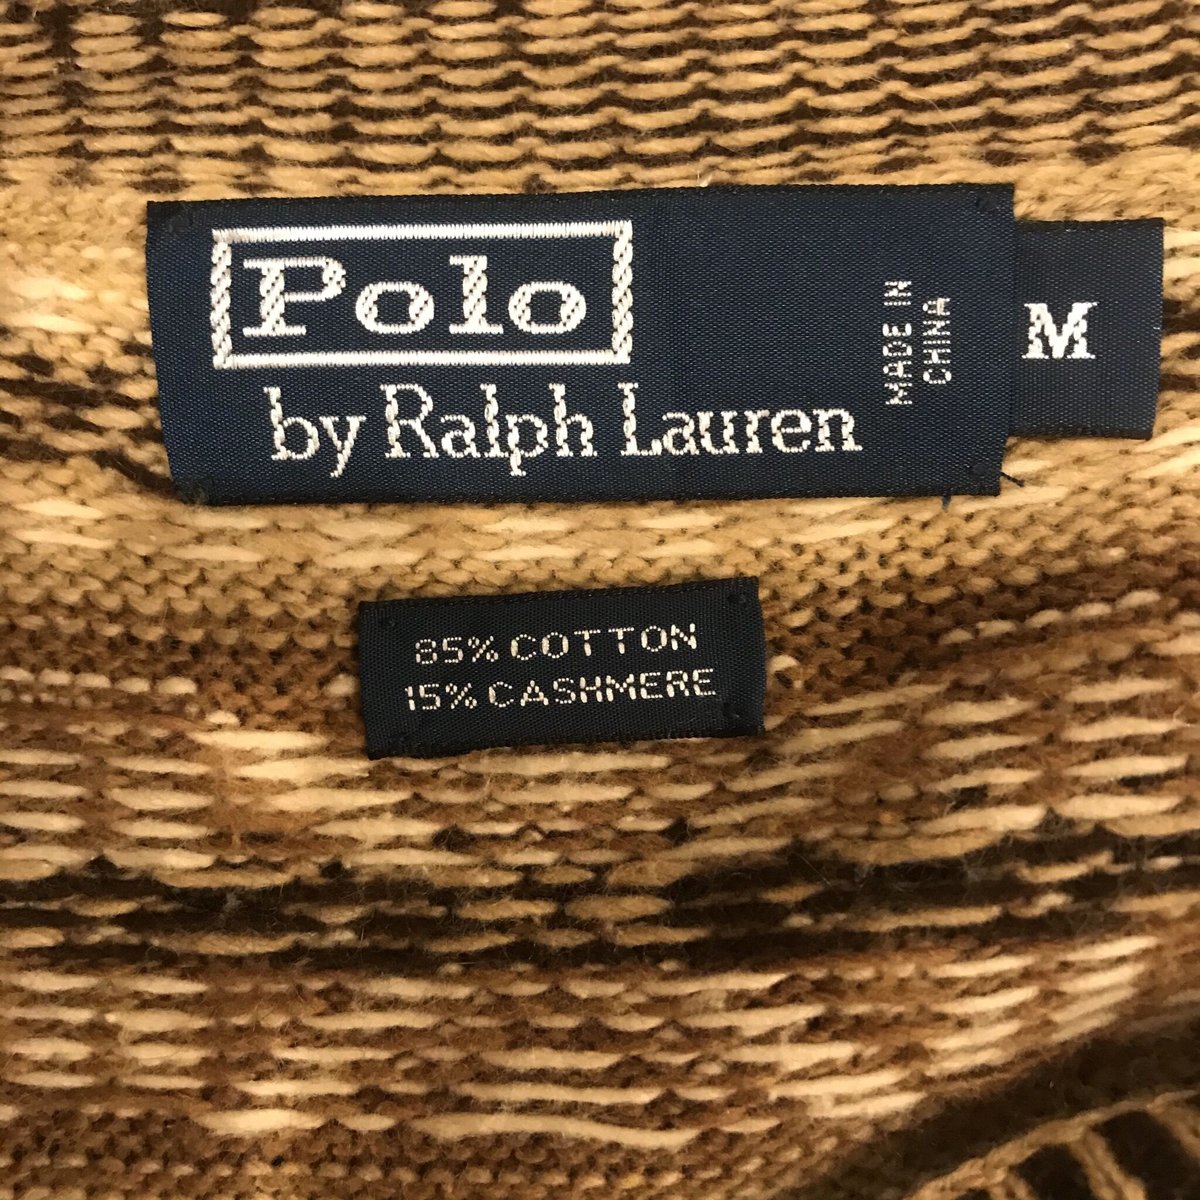 Polo
by Ralph Lauren
MADE IN
CHINA
M
85% COTTON
15% CASHMERE